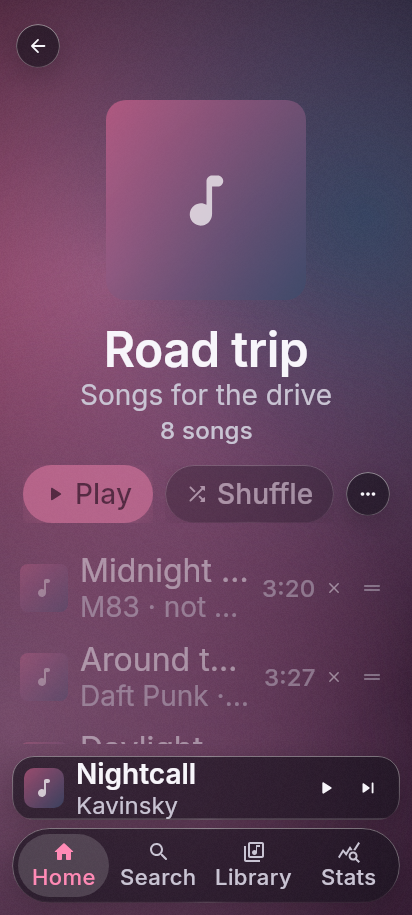 Road trip
Songs for the drive
8 songs
Play
Shuffle
Midnight ...
3:20
M83 · not ...
Around t...
3:27
Daft Punk ·...
Daylight
Nightcall
Kavinsky
Home
Search
Library
Stats